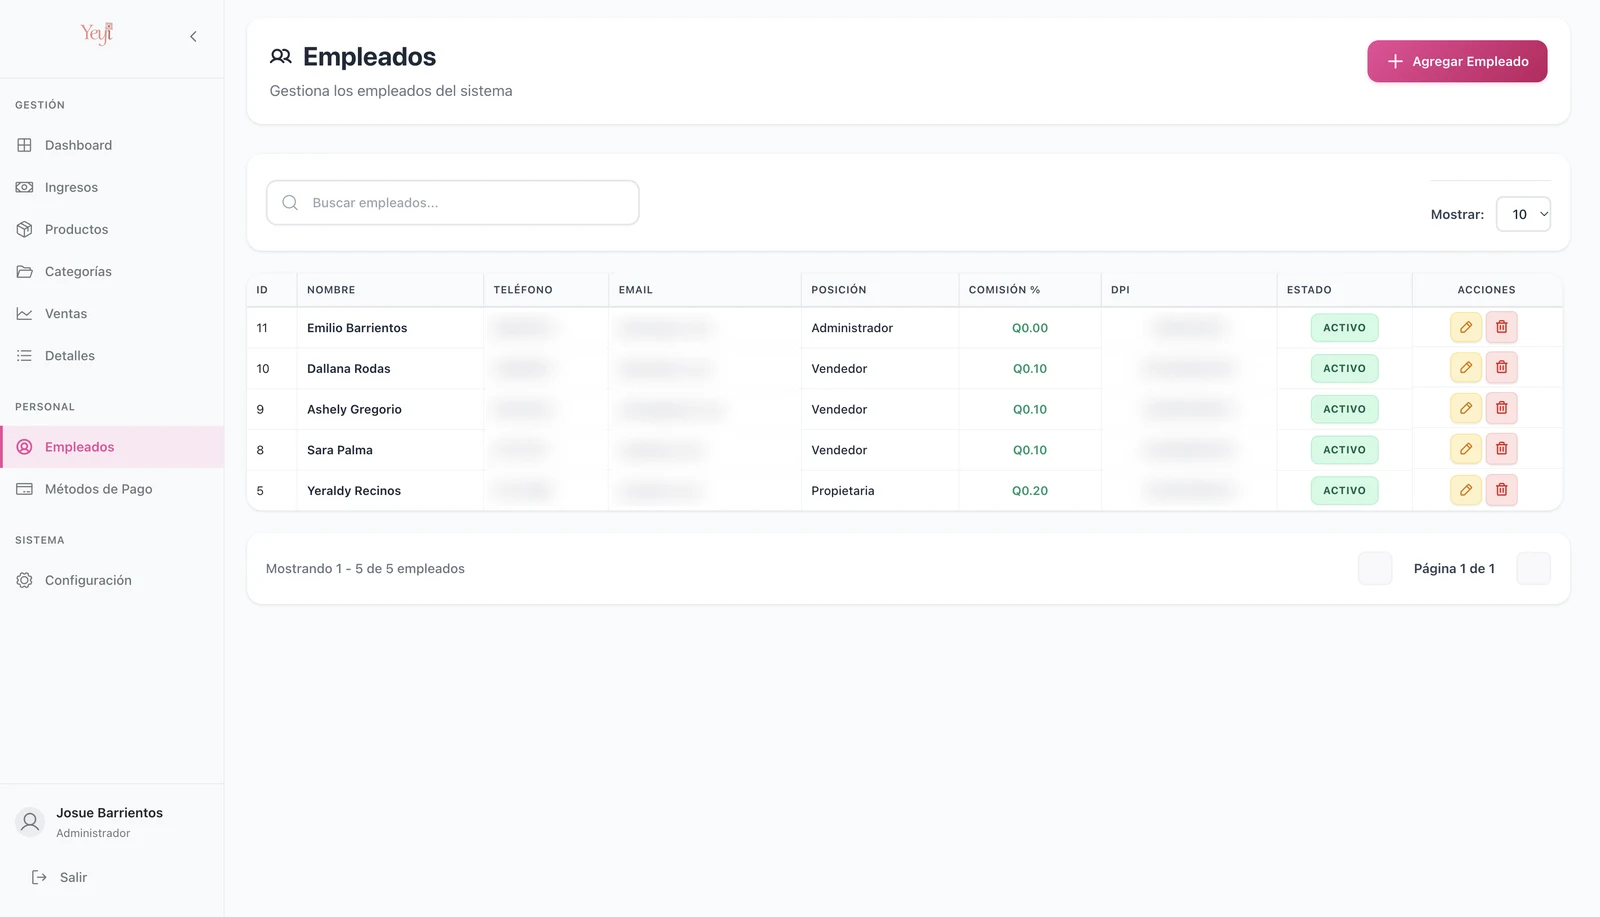 Yeyi
GESTIÓN
Dashboard
Ingresos
Productos
Categorías
Ventas
Detalles
PERSONAL
Empleados
Métodos de Pago
SISTEMA
Configuración
Josue Barrientos
Administrador
Salir
Empleados
Gestiona los empleados del sistema
Agregar Empleado
Buscar empleados...
Mostrar: 10
ID NOMBRE TELÉFONO EMAIL POSICIÓN COMISIÓN % DPI ESTADO ACCIONES
11 Emilio Barrientos Administrador Q0.00 ACTIVO
10 Dallana Rodas Vendedor Q0.10 ACTIVO
9 Ashely Gregorio Vendedor Q0.10 ACTIVO
8 Sara Palma Vendedor Q0.10 ACTIVO
5 Yeraldy Recinos Propietaria Q0.20 ACTIVO
Mostrando 1 - 5 de 5 empleados
Página 1 de 1